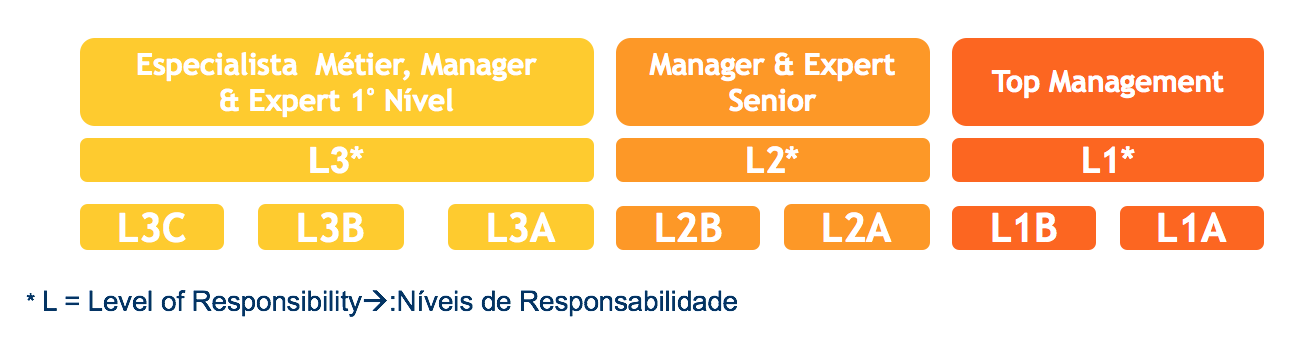 Especialista Métier, Manager
& Expert 1º Nível
Manager & Expert
Senior
Top Management
L3*
L2*
L1*
L3C
L3B
L3A
L2B
L2A
L1B
L1A
* L = Level of Responsibility→:Níveis de Responsabilidade